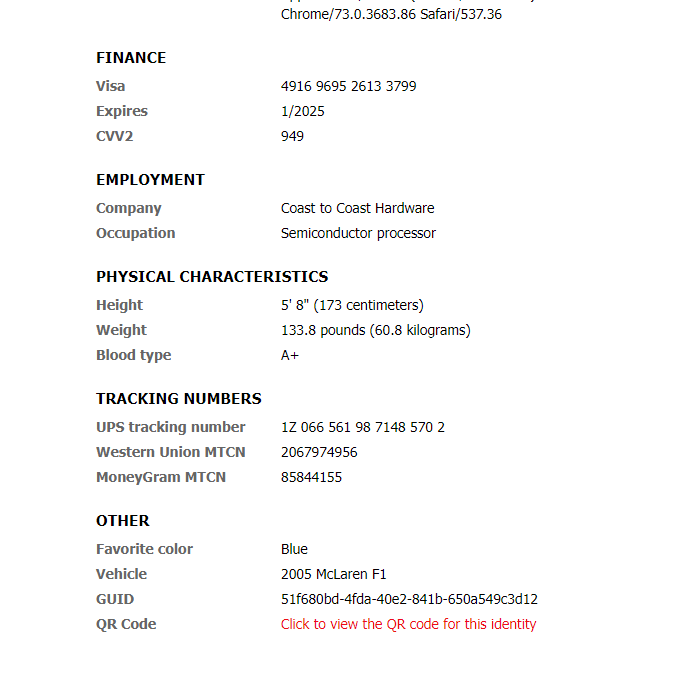 Chrome/73.0.3683.86 Safari/537.36
FINANCE
Visa 4916 9695 2613 3799
Expires 1/2025
CVV2 949
EMPLOYMENT
Company Coast to Coast Hardware
Occupation Semiconductor processor
PHYSICAL CHARACTERISTICS
Height 5' 8" (173 centimeters)
Weight 133.8 pounds (60.8 kilograms)
Blood type A+
TRACKING NUMBERS
UPS tracking number 1Z 066 561 98 7148 570 2
Western Union MTCN 2067974956
MoneyGram MTCN 85844155
OTHER
Favorite color Blue
Vehicle 2005 McLaren F1
GUID 51f680bd-4fda-40e2-841b-650a549c3d12
QR Code Click to view the QR code for this identity